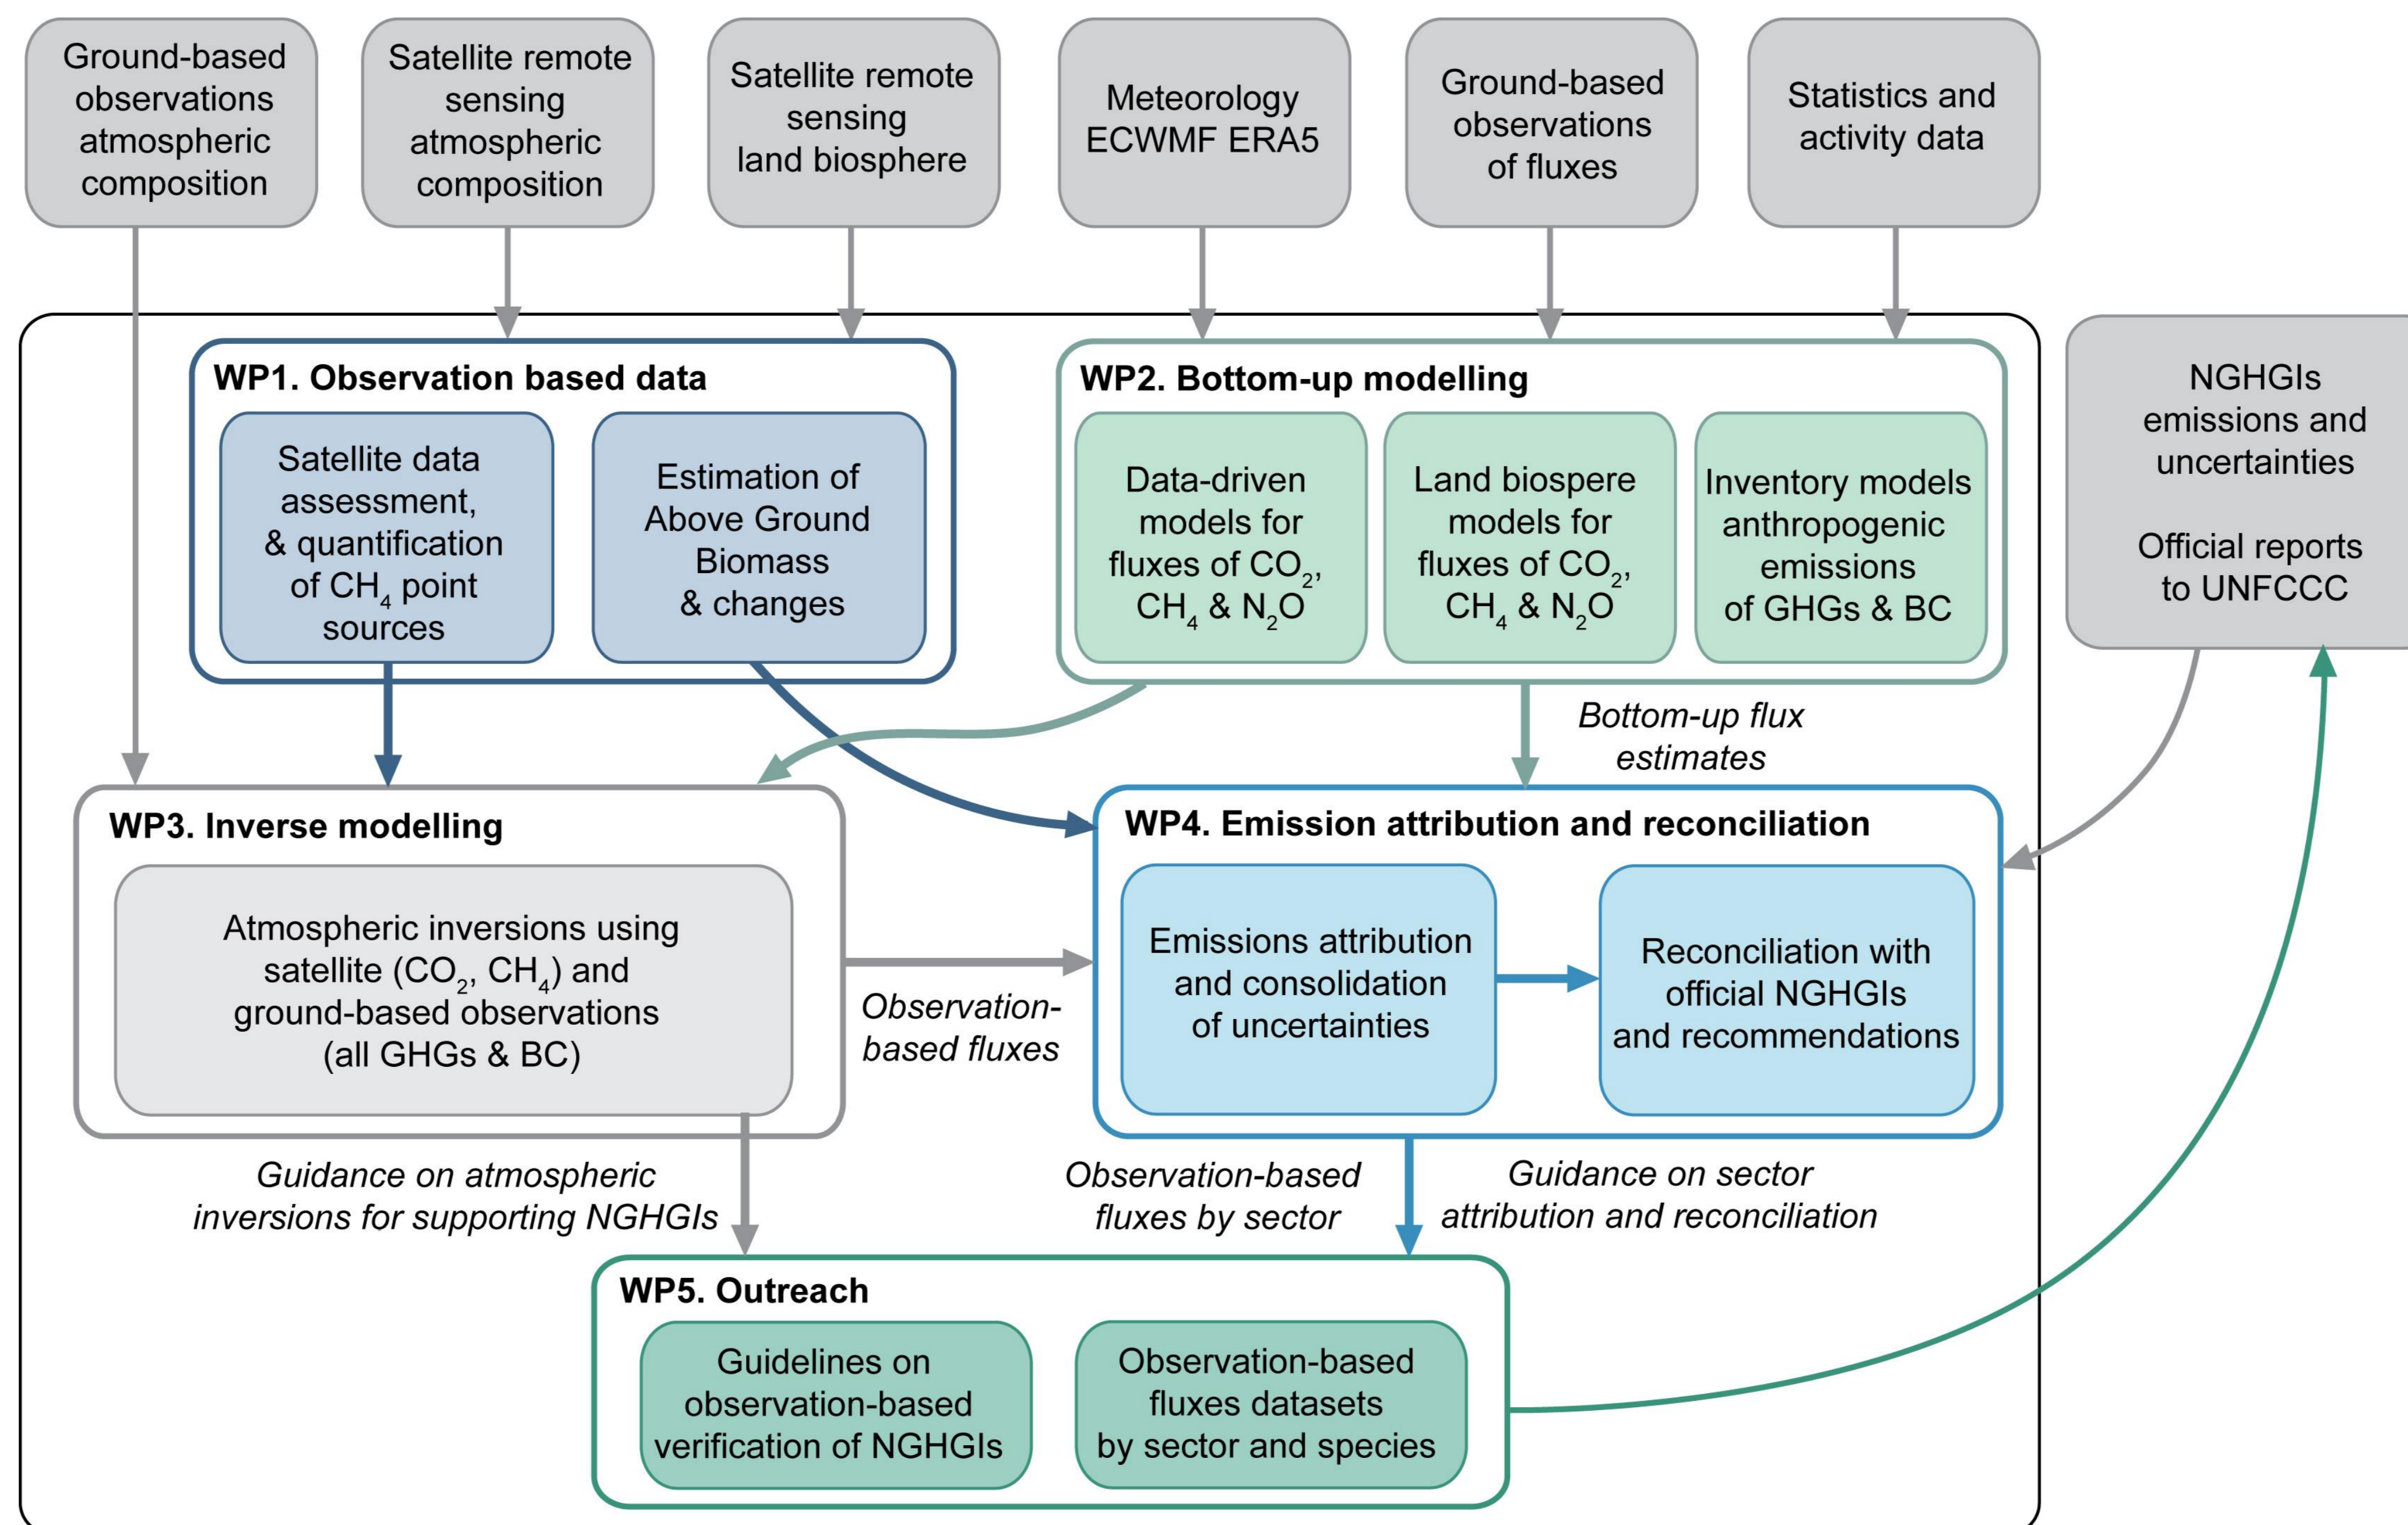 Ground-based
observations
atmospheric
composition
Satellite remote
sensing
atmospheric
composition
Satellite remote
sensing
land biosphere
Meteorology
ECWMF ERA5
Ground-based
observations
of fluxes
Statistics and
activity data
WP1. Observation based data
Satellite data
assessment,
& quantification
of CH₄ point
sources
Estimation of
Above Ground
Biomass
& changes
WP2. Bottom-up modelling
Data-driven
models for
fluxes of CO₂,
CH₄ & N₂O
Land biospere
models for
fluxes of CO₂,
CH₄ & N₂O
Inventory models
anthropogenic
emissions
of GHGs & BC
NGHGIs
emissions and
uncertainties
Official reports
to UNFCCC
Bottom-up flux
estimates
WP3. Inverse modelling
Atmospheric inversions using
satellite (CO₂, CH₄) and
ground-based observations
(all GHGs & BC)
Observation-
based fluxes
WP4. Emission attribution and reconciliation
Emissions attribution
and consolidation
of uncertainties
Reconciliation with
official NGHGIs
and recommendations
Guidance on atmospheric
inversions for supporting NGHGIs
Observation-based
fluxes by sector
Guidance on sector
attribution and reconciliation
WP5. Outreach
Guidelines on
observation-based
verification of NGHGIs
Observation-based
fluxes datasets
by sector and species